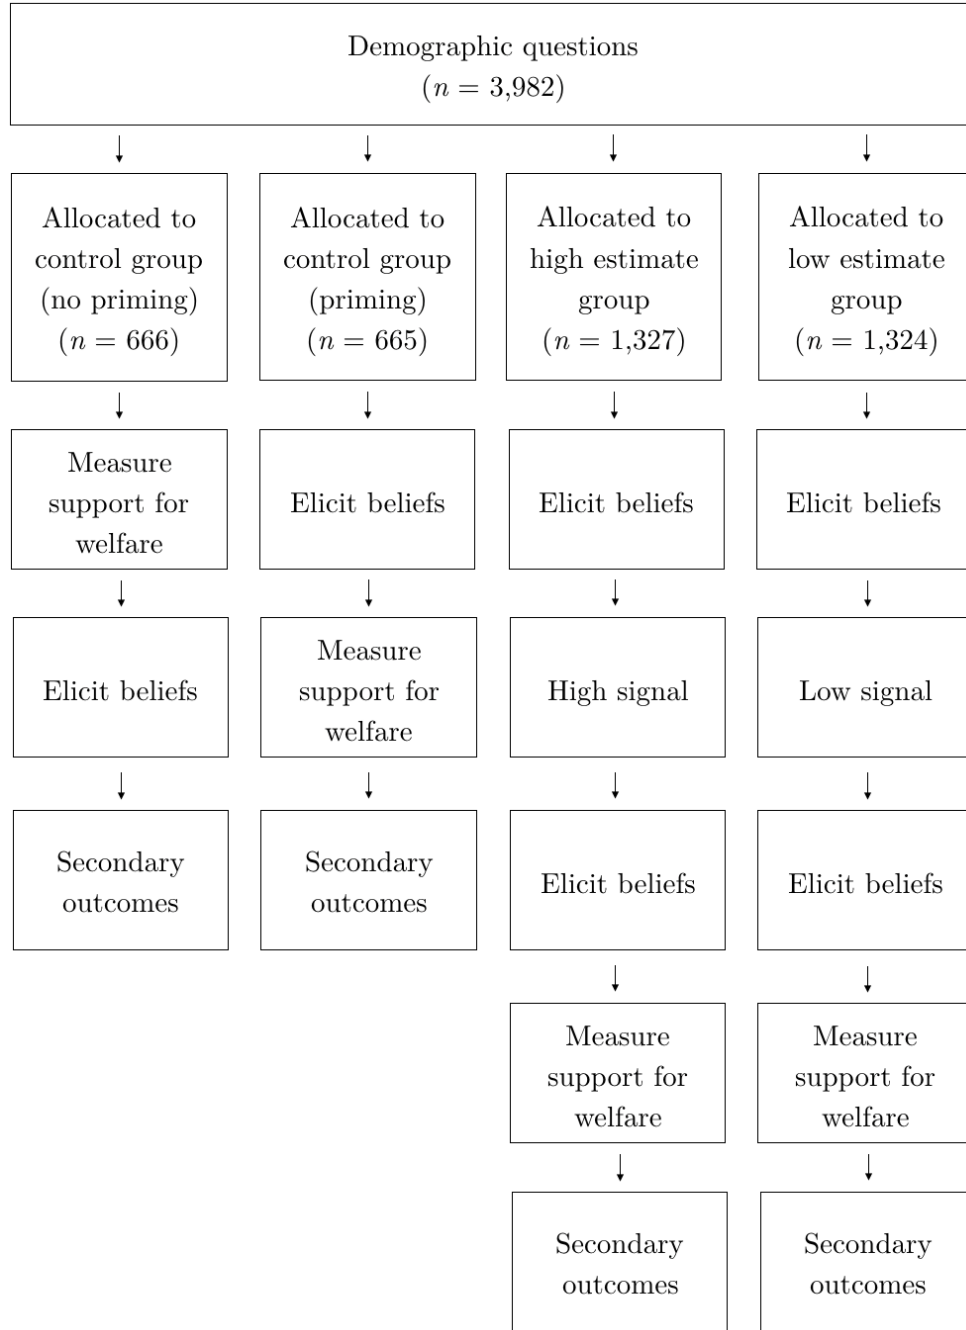 Demographic questions
(n = 3,982)
Allocated to
control group
(no priming)
(n = 666)
Allocated to
control group
(priming)
(n = 665)
Allocated to
high estimate
group
(n = 1,327)
Allocated to
low estimate
group
(n = 1,324)
Measure
support for
welfare
Elicit beliefs
Elicit beliefs
Elicit beliefs
Elicit beliefs
Measure
support for
welfare
High signal
Low signal
Secondary
outcomes
Secondary
outcomes
Elicit beliefs
Elicit beliefs
Measure
support for
welfare
Measure
support for
welfare
Secondary
outcomes
Secondary
outcomes